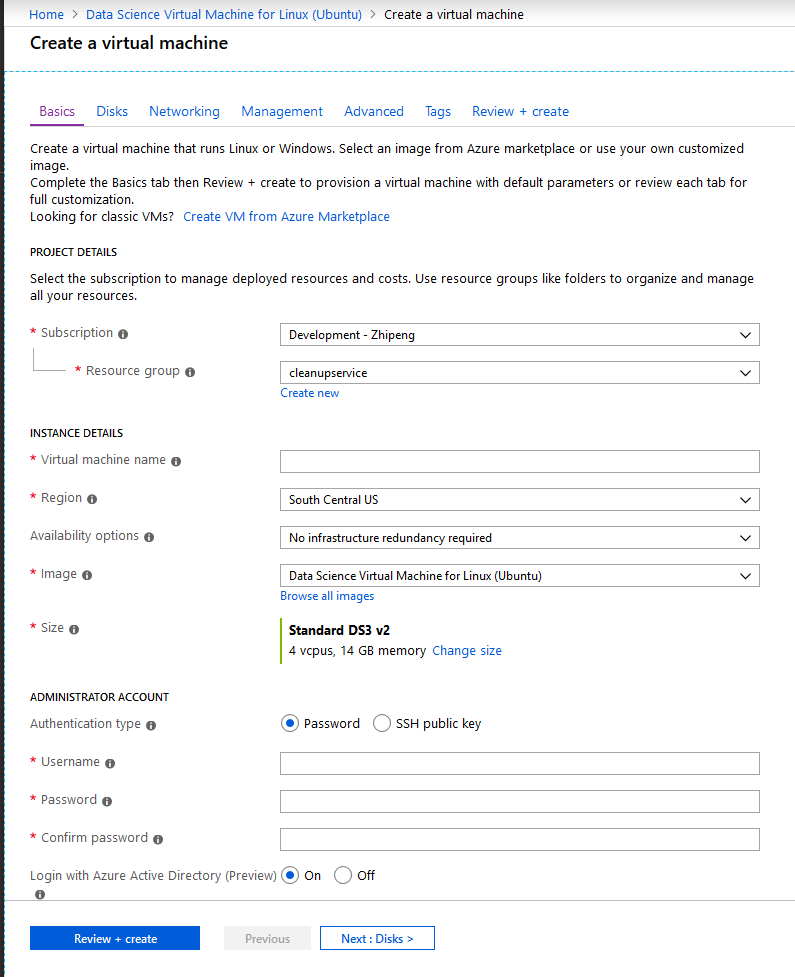 Home > Data Science Virtual Machine for Linux (Ubuntu) > Create a virtual machine
Create a virtual machine
Basics Disks Networking Management Advanced Tags Review + create
Create a virtual machine that runs Linux or Windows. Select an image from Azure marketplace or use your own customized
image.
Complete the Basics tab then Review + create to provision a virtual machine with default parameters or review each tab for
full customization.
Looking for classic VMs? Create VM from Azure Marketplace
PROJECT DETAILS
Select the subscription to manage deployed resources and costs. Use resource groups like folders to organize and manage
all your resources.
* Subscription Development - Zhipeng
* Resource group cleanupservice
Create new
INSTANCE DETAILS
* Virtual machine name
* Region South Central US
Availability options No infrastructure redundancy required
* Image Data Science Virtual Machine for Linux (Ubuntu)
Browse all images
* Size Standard DS3 v2
4 vcpus, 14 GB memory Change size
ADMINISTRATOR ACCOUNT
Authentication type Password SSH public key
* Username
* Password
* Confirm password
Login with Azure Active Directory (Preview) On Off
Review + create Previous Next : Disks >